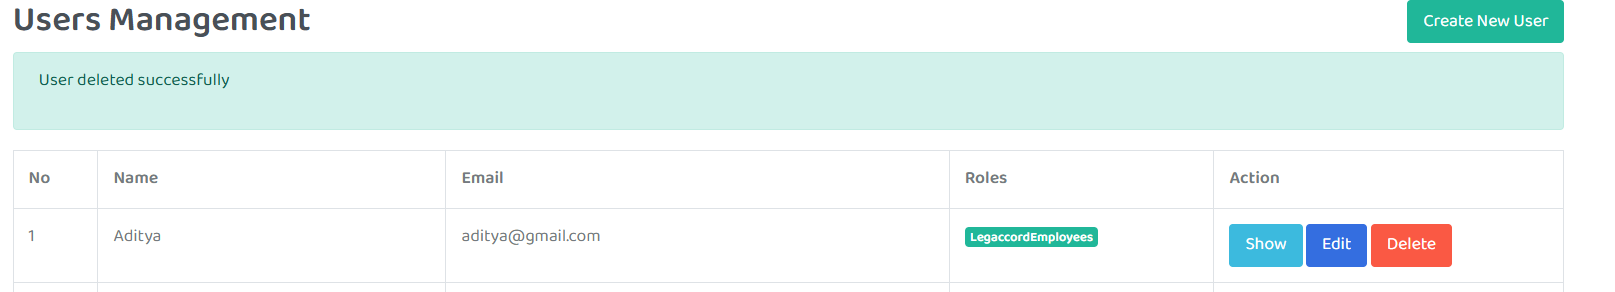 Users Management
Create New User
User deleted successfully
No Name Email Roles Action
1 Aditya aditya@gmail.com LegaccordEmployees Show Edit Delete